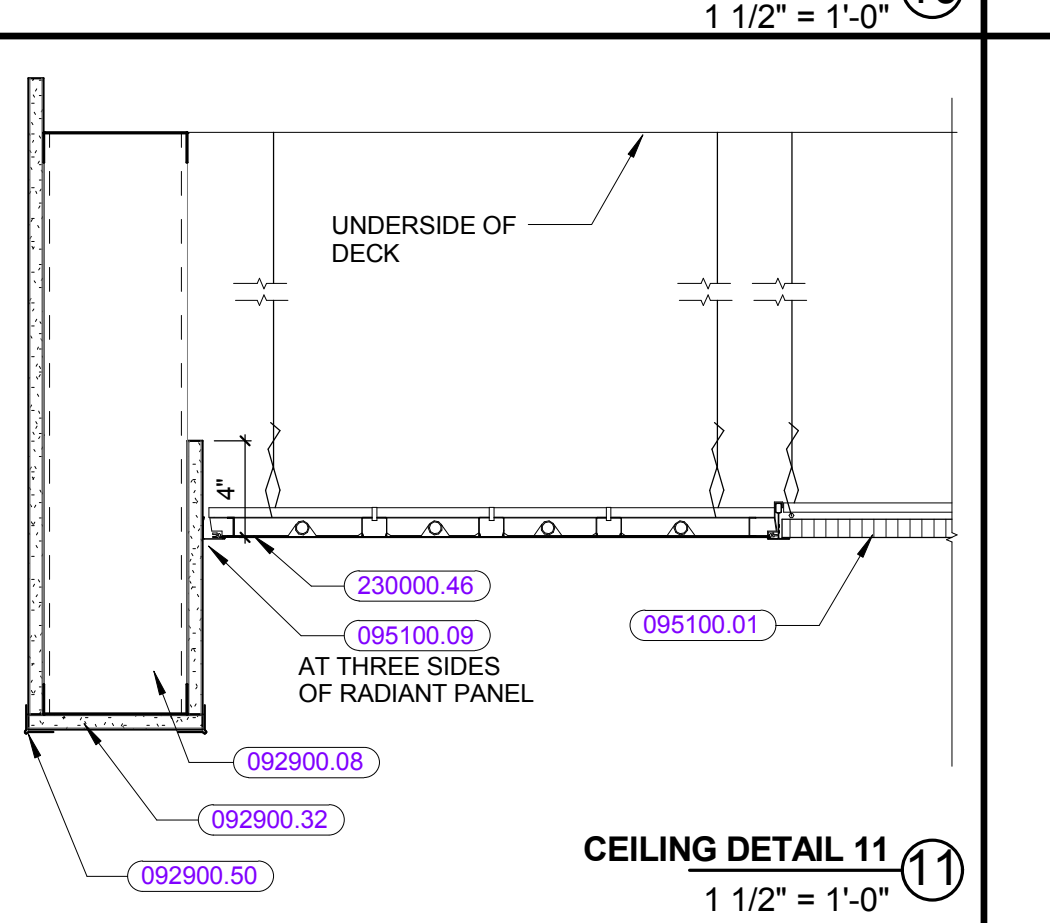 1 1/2" = 1'-0"
UNDERSIDE OF
DECK
4"
230000.46
095100.09
AT THREE SIDES
OF RADIANT PANEL
095100.01
092900.08
092900.32
092900.50
CEILING DETAIL 11
11
1 1/2" = 1'-0"